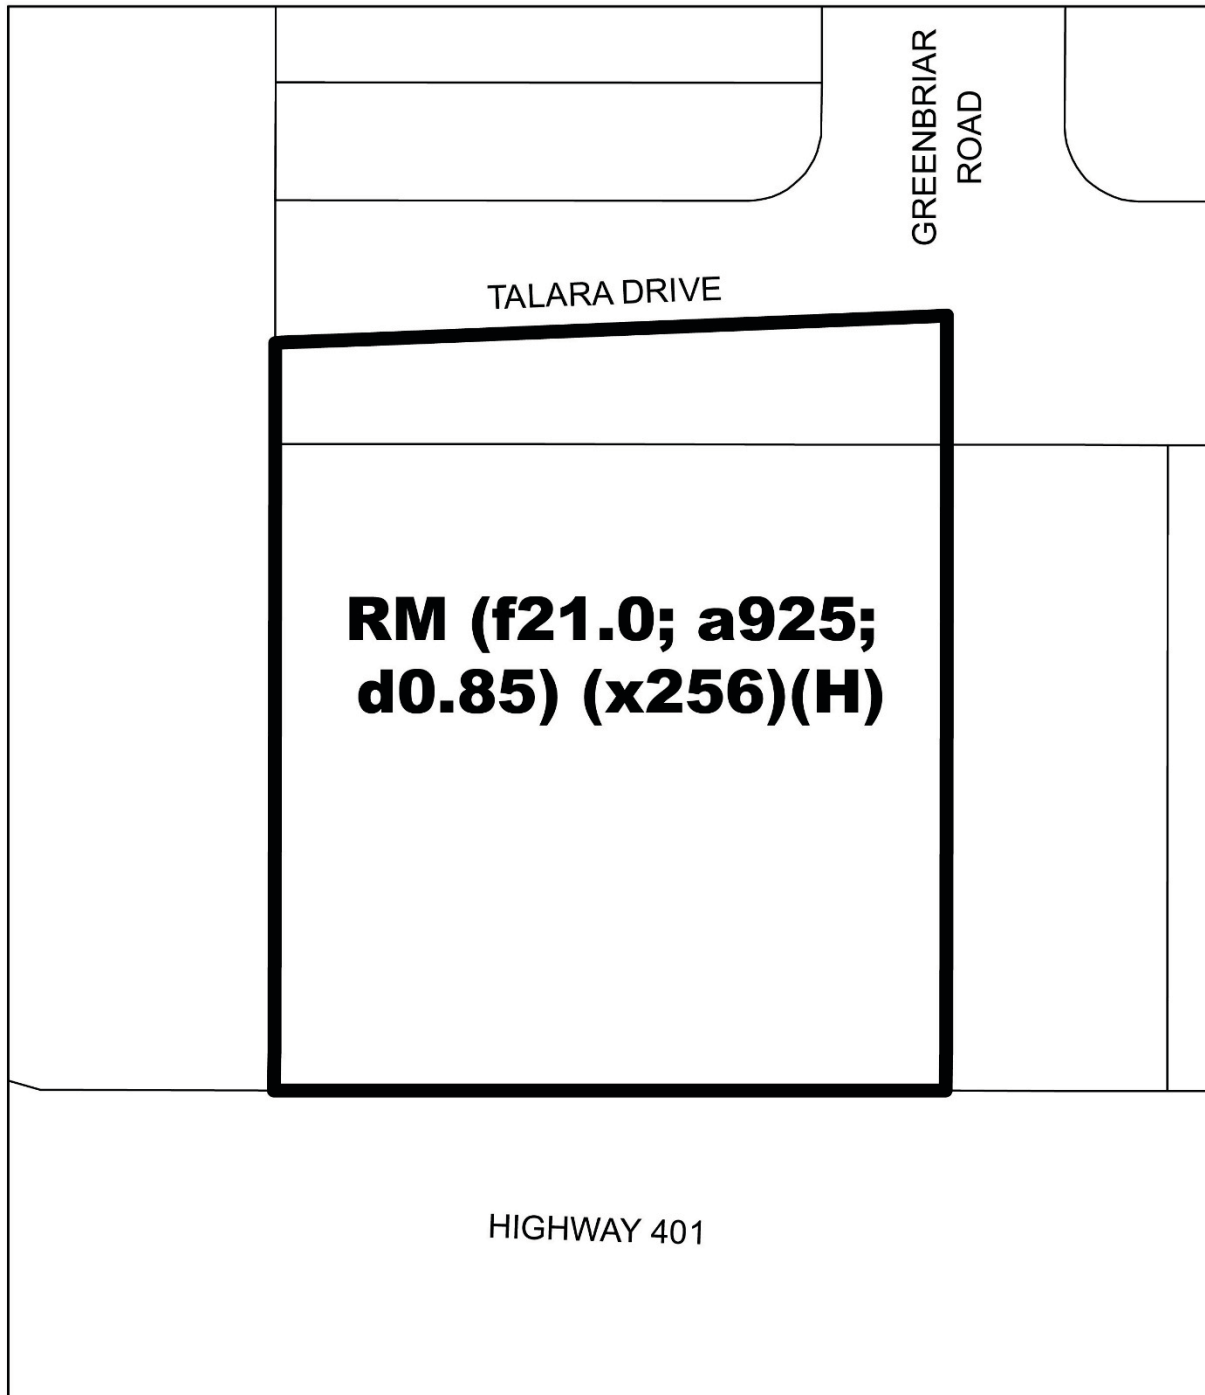 GREENBRIAR
ROAD
TALARA DRIVE
RM (f21.0; a925;
d0.85) (x256)(H)
HIGHWAY 401